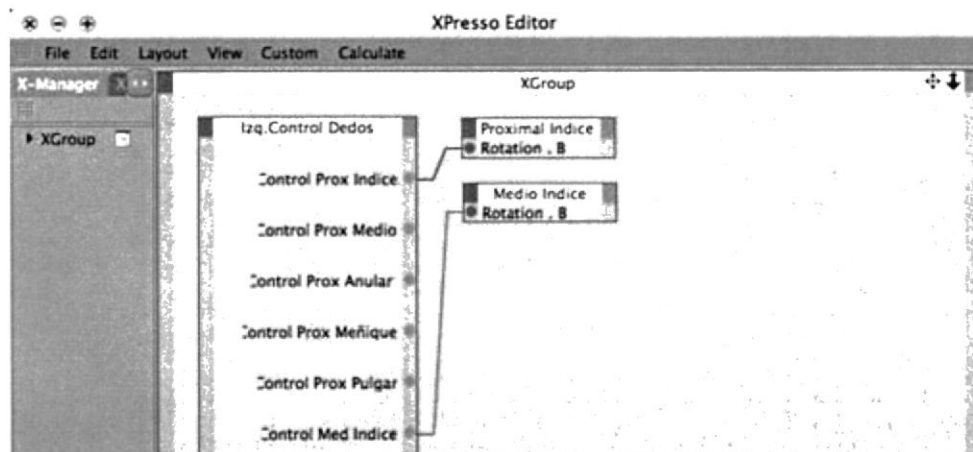 XPresso Editor
File Edit Layout View Custom Calculate
X-Manager
XGroup
XGroup
Izq.Control Dedos
Control Prox Indice
Control Prox Medio
Control Prox Anular
Control Prox Meñique
Control Prox Pulgar
Control Med Indice
Proximal Indice
Rotation . B
Medio Indice
Rotation . B